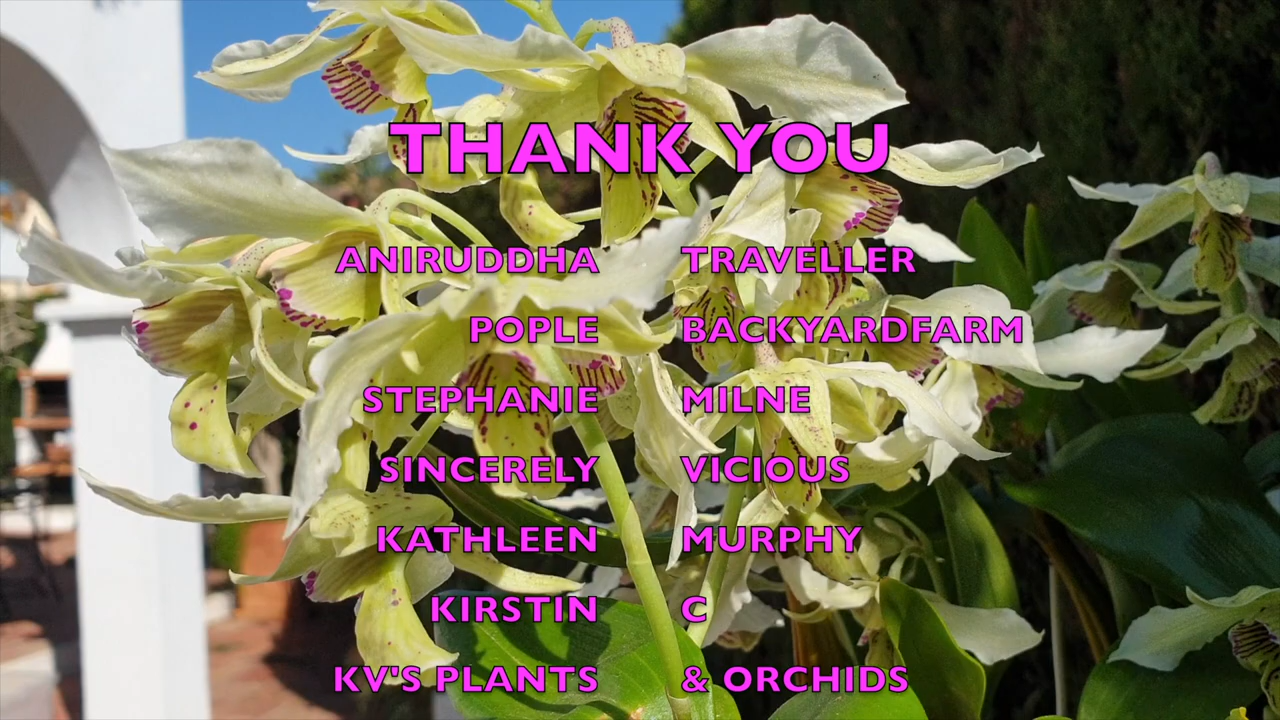 THANK YOU
ANIRUDDHA TRAVELLER
POPLE BACKYARDFARM
STEPHANIE MILNE
SINCERELY VICIOUS
KATHLEEN MURPHY
KIRSTIN C
KV'S PLANTS & ORCHIDS